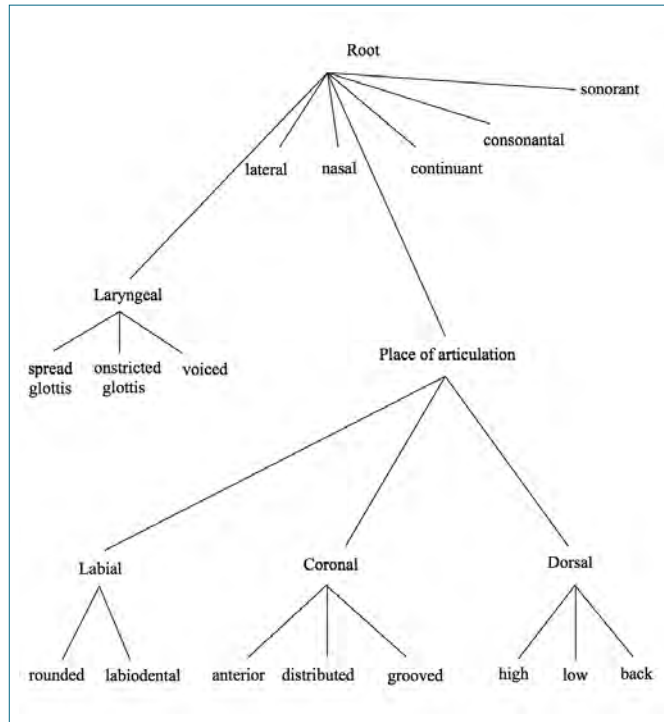 Root
sonorant
consonantal
lateral nasal continuant
Laryngeal
spread glottis
onstricted glottis
voiced
Place of articulation
Labial Coronal Dorsal
rounded labiodental anterior distributed grooved high low back